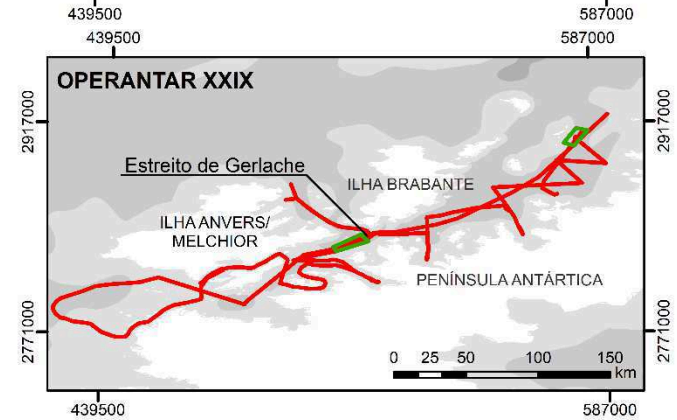 439500 587000
439500 587000
OPERANTAR XXIX
2917000
2917000
Estreito de Gerlache
ILHA BRABANTE
ILHA ANVERS/
MELCHIOR
PENÍNSULA ANTÁRTICA
2771000
2771000
0 25 50 100 150
km
439500 587000